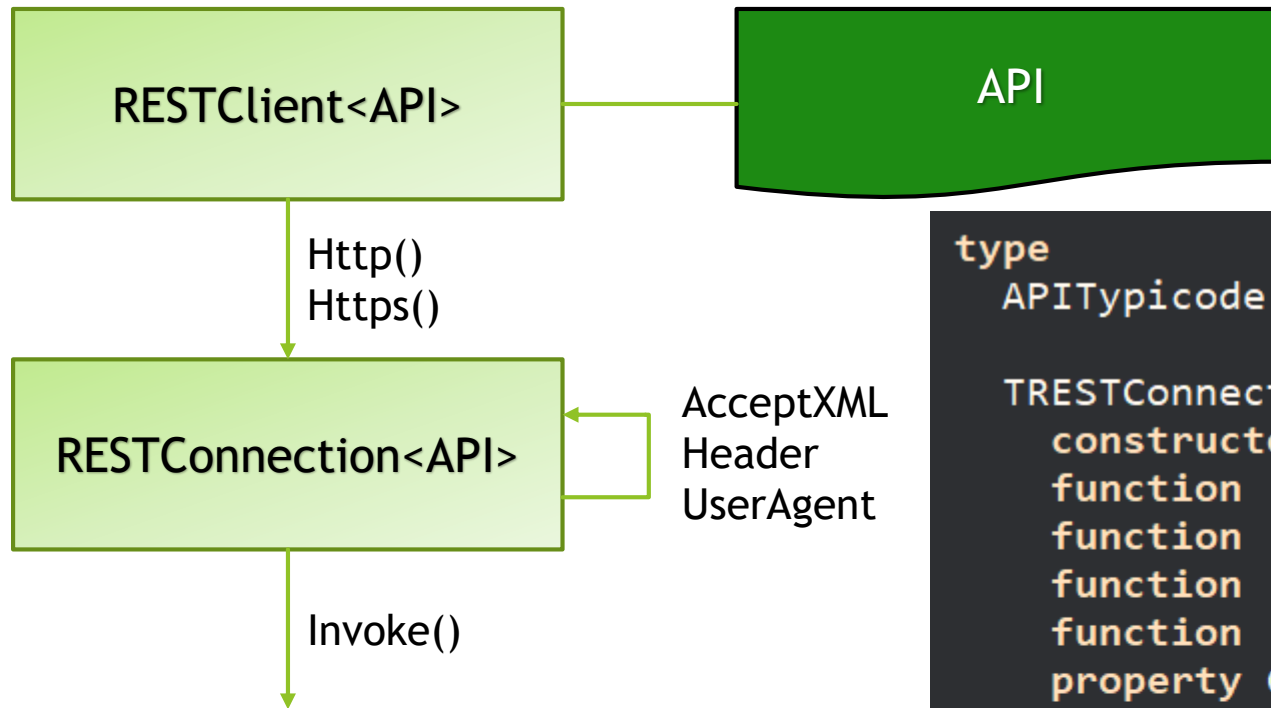 RESTClient<API>
API
Http()
Https()
RESTConnection<API>
AcceptXML
Header
UserAgent
Invoke()
type
APITypicode
TRESTConnect
construct
function
function
function
function
property